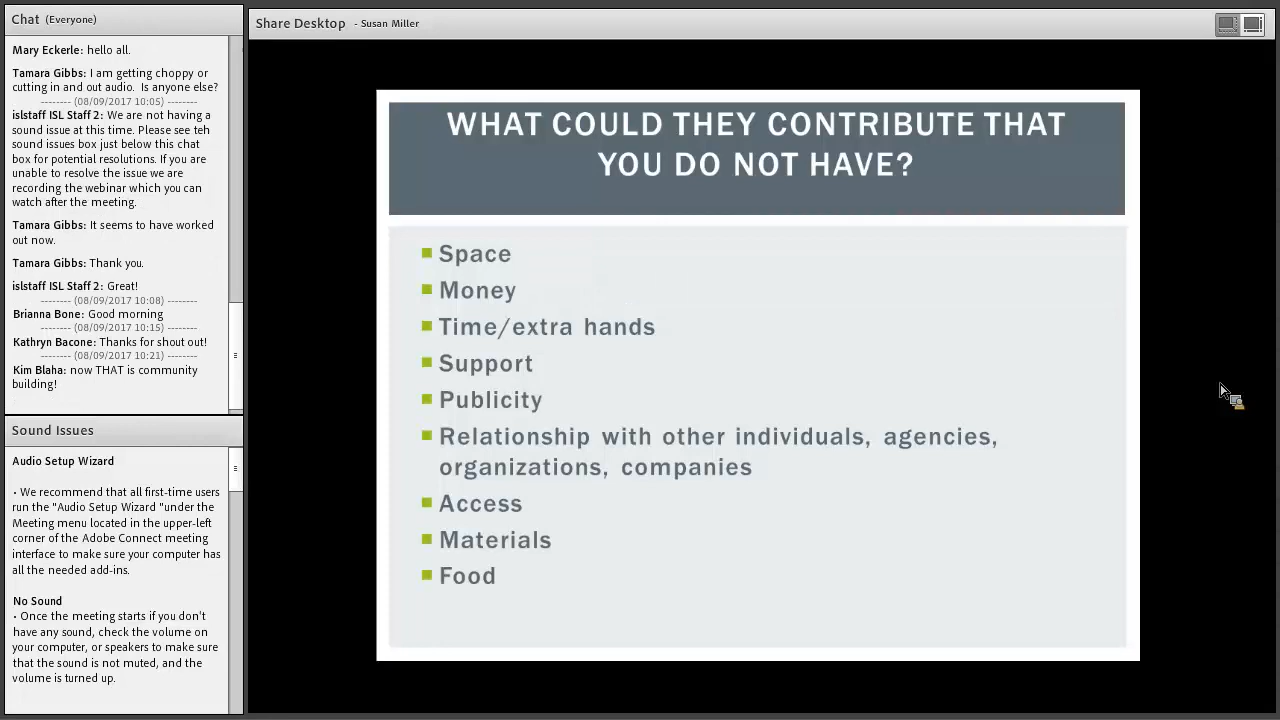 Chat (Everyone)
Mary Eckerle: hello all.
Tamara Gibbs: I am getting choppy or
cutting in and out audio. Is anyone else?
-------- (08/09/2017 10:05) --------
islstaff ISL Staff 2: We are not having a
sound issue at this time. Please see teh
sound issues box just below this chat
box for potential resolutions. If you are
unable to resolve the issue we are
recording the webinar which you can
watch after the meeting.
Tamara Gibbs: It seems to have worked
out now.
Tamara Gibbs: Thank you.
islstaff ISL Staff 2: Great!
-------- (08/09/2017 10:08) --------
Brianna Bone: Good morning
-------- (08/09/2017 10:15) --------
Kathryn Bacone: Thanks for shout out!
-------- (08/09/2017 10:21) --------
Kim Blaha: now THAT is community
building!
Sound Issues
Audio Setup Wizard
• We recommend that all first-time users
run the "Audio Setup Wizard "under the
Meeting menu located in the upper-left
corner of the Adobe Connect meeting
interface to make sure your computer has
all the needed add-ins.
No Sound
• Once the meeting starts if you don't
have any sound, check the volume on
your computer, or speakers to make sure
that the sound is not muted, and the
volume is turned up.
Share Desktop - Susan Miller
WHAT COULD THEY CONTRIBUTE THAT
YOU DO NOT HAVE?
Space
Money
Time/extra hands
Support
Publicity
Relationship with other individuals, agencies,
organizations, companies
Access
Materials
Food